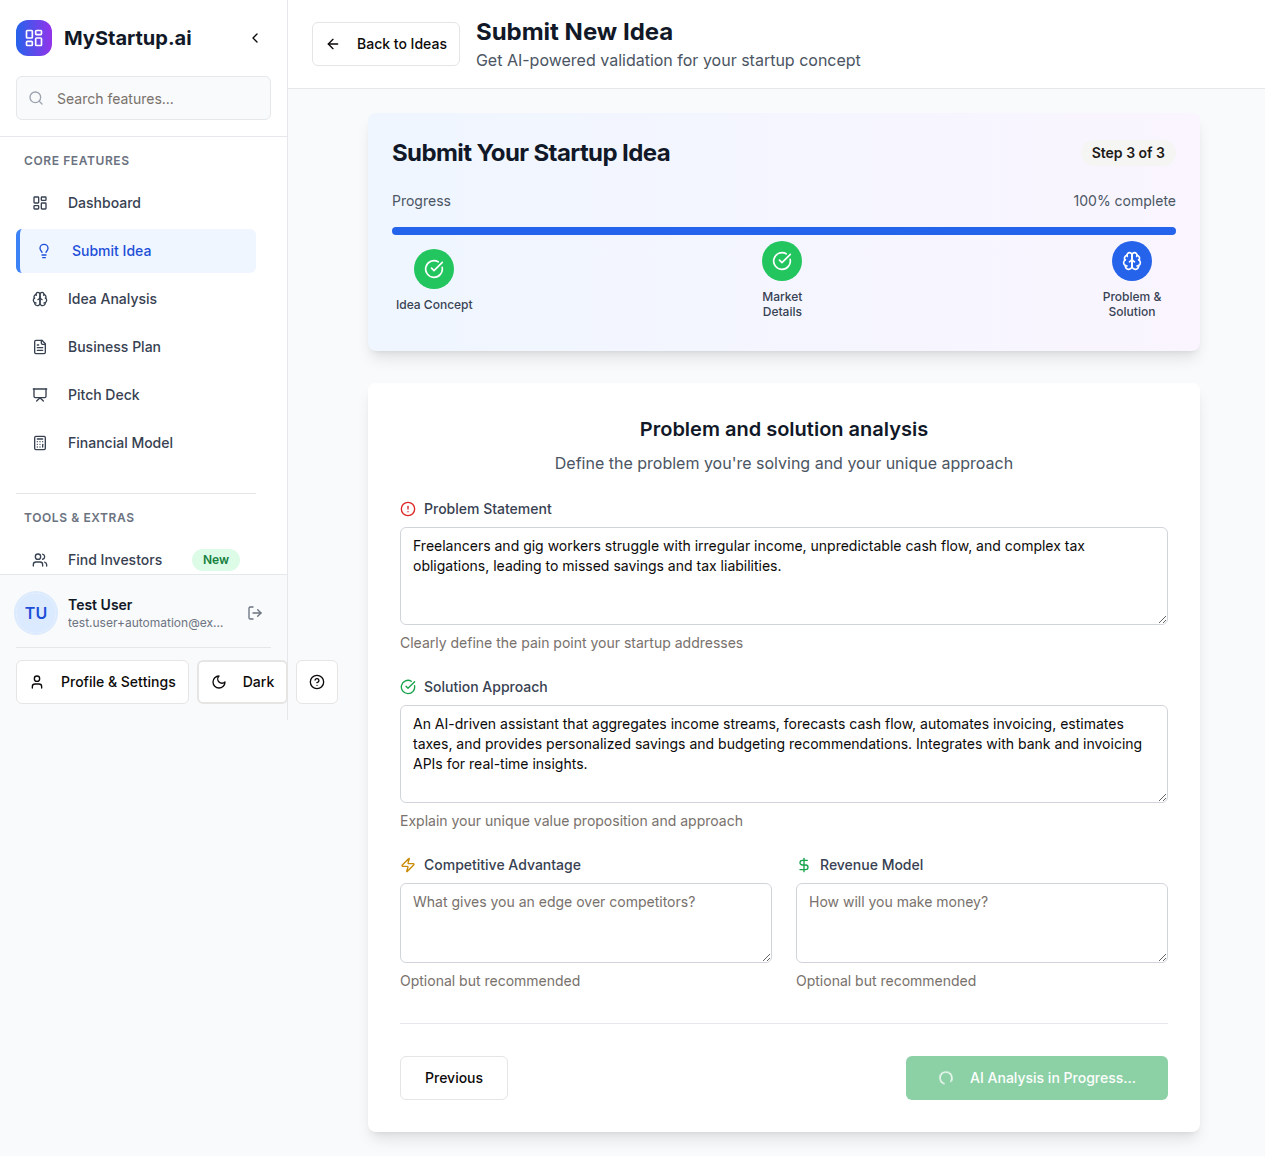 MyStartup.ai
Search features...
CORE FEATURES
Dashboard
Submit Idea
Idea Analysis
Business Plan
Pitch Deck
Financial Model
TOOLS & EXTRAS
Find Investors
New
TU
Test User
test.user+automation@ex...
Profile & Settings
Dark
Back to Ideas
Submit New Idea
Get AI-powered validation for your startup concept
Submit Your Startup Idea
Step 3 of 3
Progress
100% complete
Idea Concept
Market
Details
Problem &
Solution
Problem and solution analysis
Define the problem you're solving and your unique approach
Problem Statement
Freelancers and gig workers struggle with irregular income, unpredictable cash flow, and complex tax
obligations, leading to missed savings and tax liabilities.
Clearly define the pain point your startup addresses
Solution Approach
An AI-driven assistant that aggregates income streams, forecasts cash flow, automates invoicing, estimates
taxes, and provides personalized savings and budgeting recommendations. Integrates with bank and invoicing
APIs for real-time insights.
Explain your unique value proposition and approach
Competitive Advantage
What gives you an edge over competitors?
Optional but recommended
Revenue Model
How will you make money?
Optional but recommended
Previous
AI Analysis in Progress...